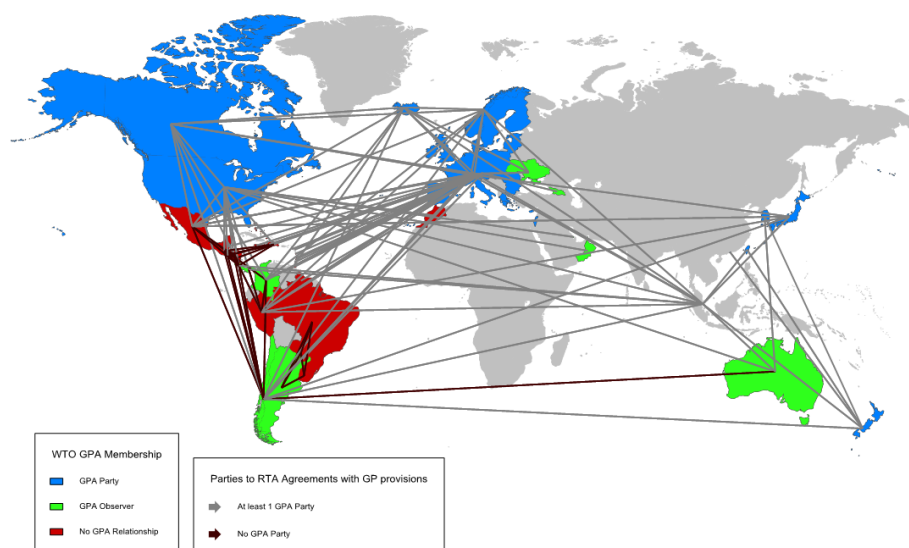 WTO GPA Membership
GPA Party
GPA Observer
No GPA Relationship
Parties to RTA Agreements with GP provisions
At least 1 GPA Party
No GPA Party